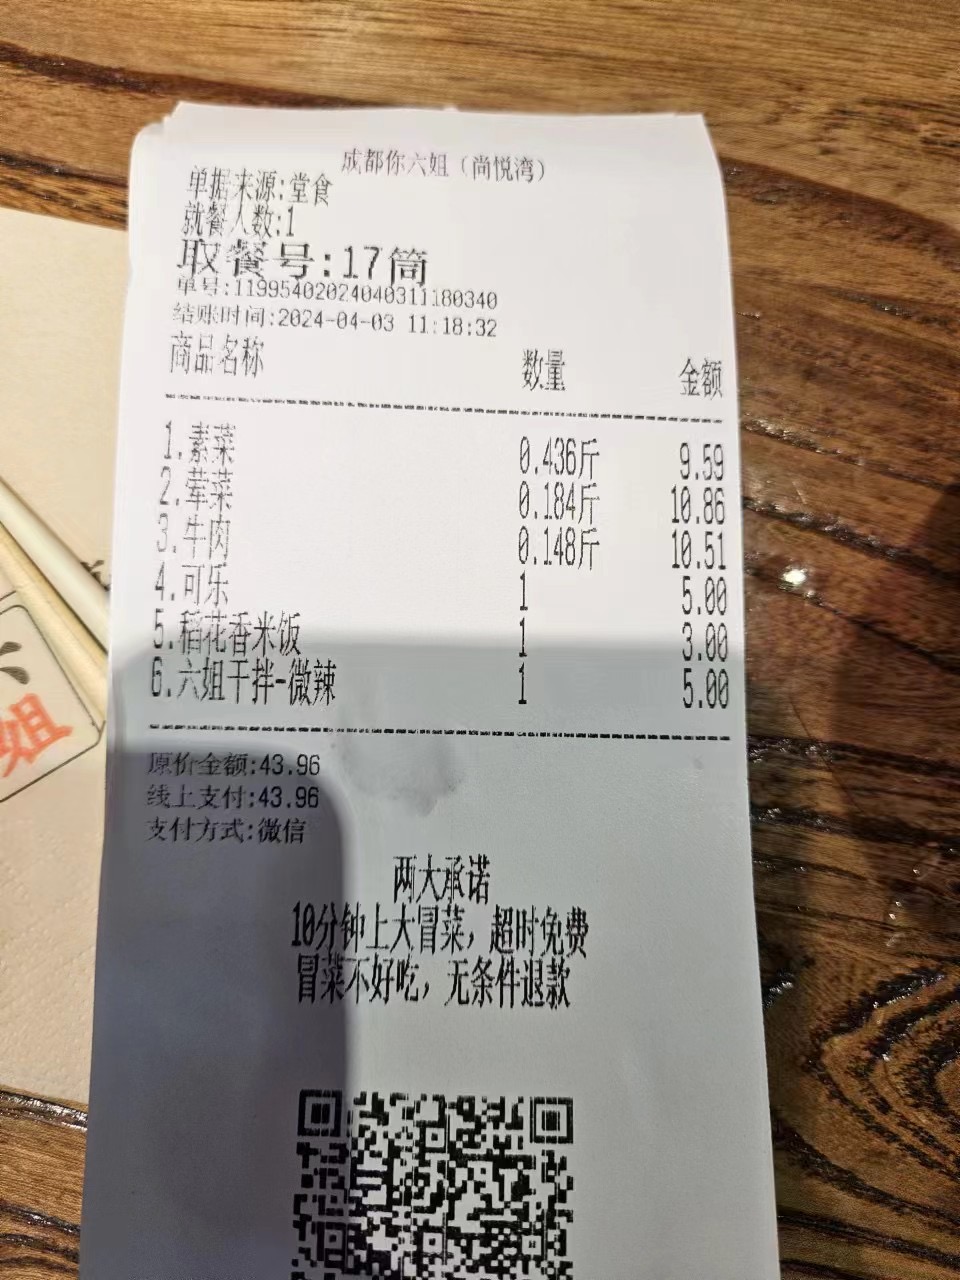 成都你六姐（尚悦湾）
单据来源:堂食
就餐人数:1
取餐号:17筒
单号:11995402024040311180340
结账时间:2024-04-03 11:18:32
商品名称 数量 金额
1.素菜 0.436斤 9.59
2.荤菜 0.184斤 10.86
3.牛肉 0.148斤 10.51
4.可乐 1 5.00
5.稻花香米饭 1 3.00
6.六姐干拌-微辣 1 5.00
原价金额:43.96
线上支付:43.96
支付方式:微信
两大承诺
10分钟上大冒菜，超时免费
冒菜不好吃，无条件退款
六
姐